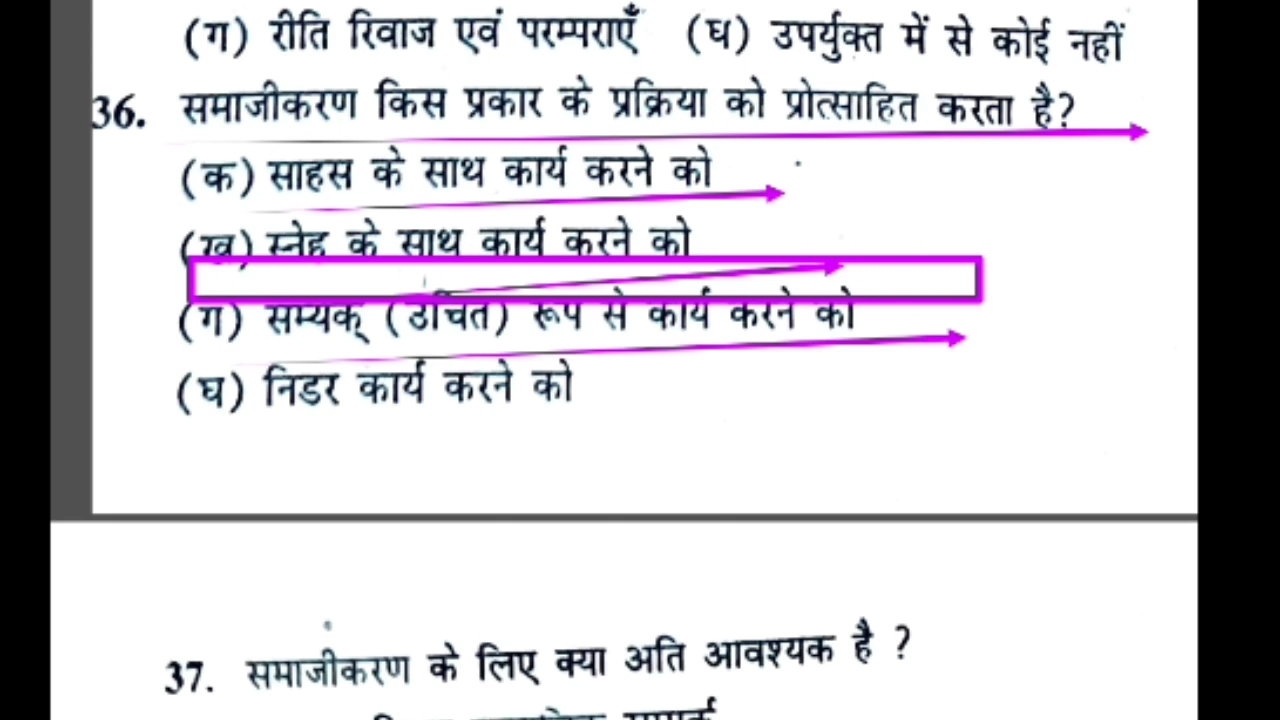 (ग) रीति रिवाज एवं परम्पराएँ (घ) उपर्युक्त में से कोई नहीं
36. समाजीकरण किस प्रकार के प्रक्रिया को प्रोत्साहित करता है?
(क) साहस के साथ कार्य करने को
(ख) स्नेह के साथ कार्य करने को
(ग) सम्यक् (उचित) रूप से कार्य करने को
(घ) निडर कार्य करने को
37. समाजीकरण के लिए क्या अति आवश्यक है ?